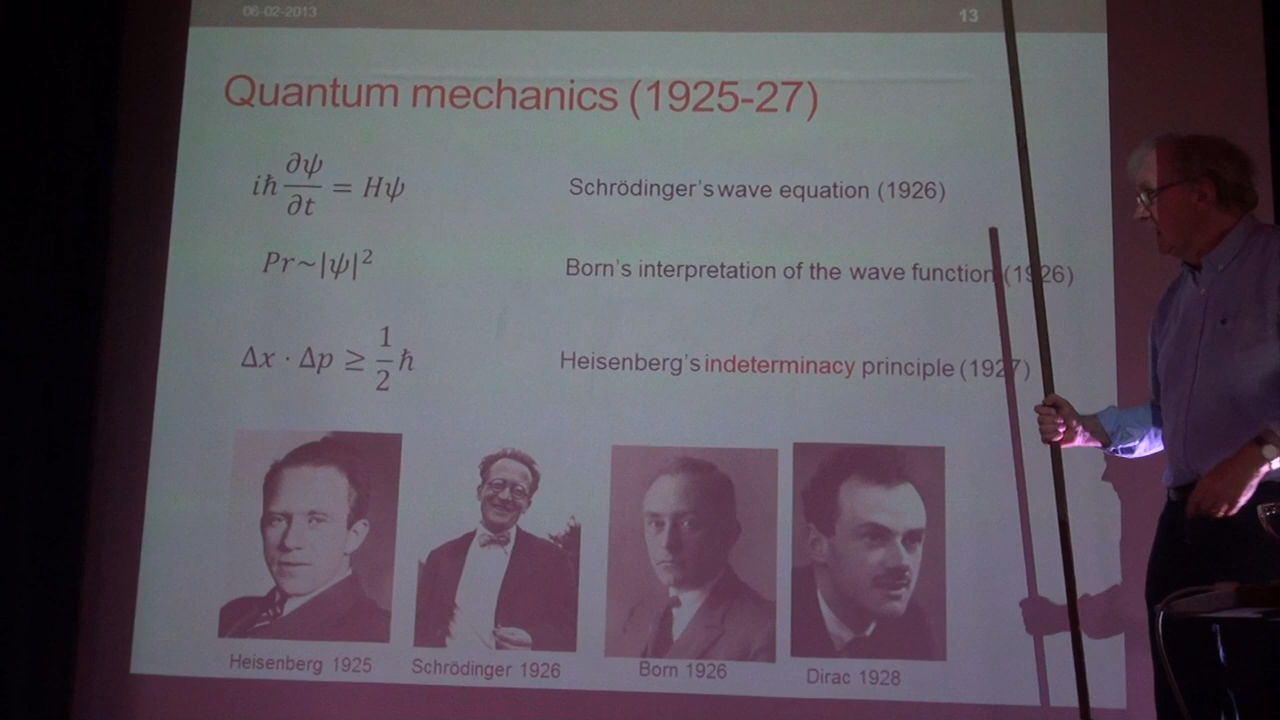 06-02-2013 13
Quantum mechanics (1925-27)
iℏ ∂ψ/∂t = Hψ Schrödinger's wave equation (1926)
Pr~|ψ|² Born's interpretation of the wave function (1926)
Δx · Δp ≥ 1/2 ℏ Heisenberg's indeterminacy principle (1927)
Heisenberg 1925 Schrödinger 1926 Born 1926 Dirac 1928